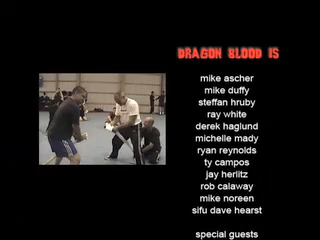 DRAGON BLOOD IS
mike ascher
mike duffy
steffan hruby
ray white
derek haglund
michelle mady
ryan reynolds
ty campos
jay herlitz
rob calaway
mike noreen
sifu dave hearst
special guests